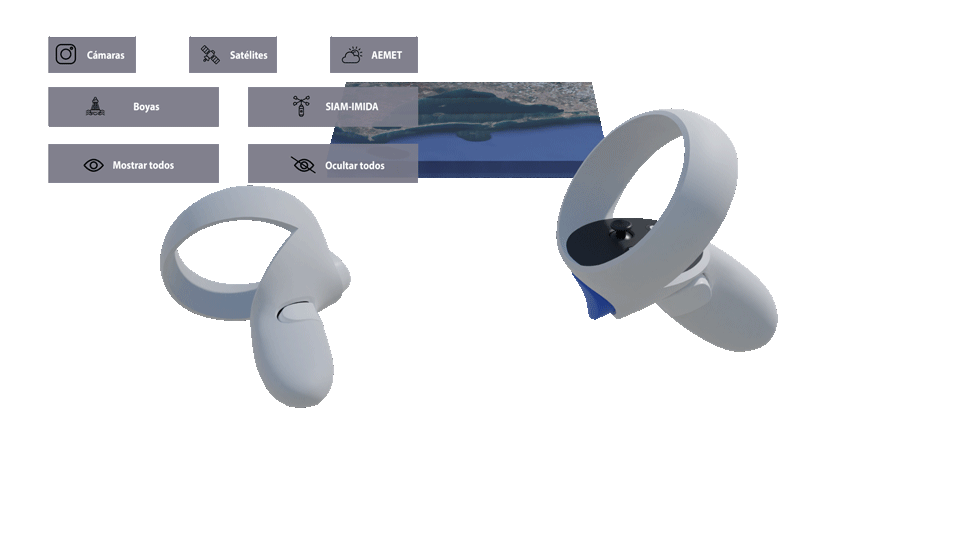 Cámaras
Satélites
AEMET
Boyas
SIAM-IMIDA
Mostrar todos
Ocultar todos